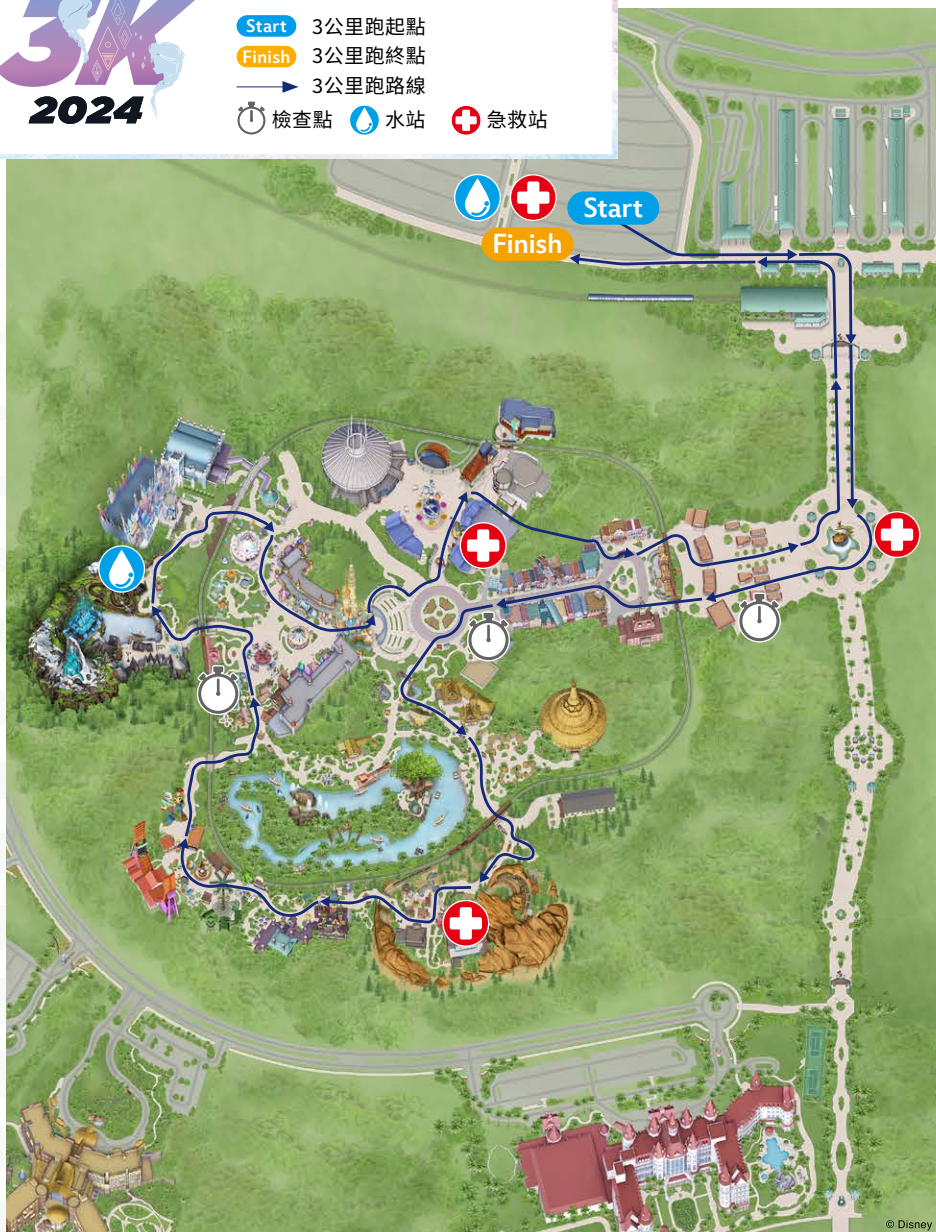 3K
2024
Start 3公里跑起點
Finish 3公里跑終點
3公里跑路線
檢查點 水站 急救站
Start
Finish
© Disney